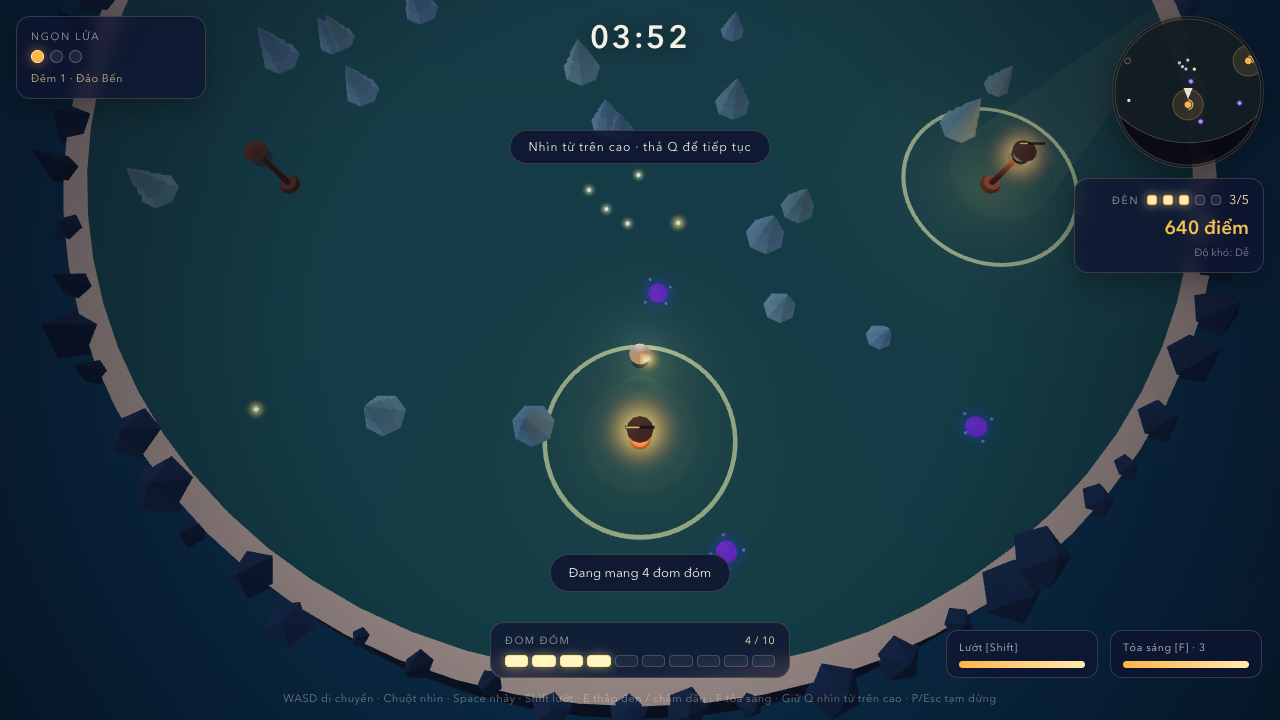 NGỌN LỬA
Đêm 1 · Đảo Bến
03:52
Nhìn từ trên cao · thả Q để tiếp tục
ĐÈN 3/5
640 điểm
Độ khó: Dễ
Đang mang 4 đom đóm
ĐOM ĐÓM 4 / 10
Lướt [Shift]
Tỏa sáng [F] · 3
WASD di chuyển · Chuột nhìn · Space nhảy · Shift lướt · E thắp đèn / châm dầu · F tỏa sáng · Giữ Q nhìn từ trên cao · P/Esc tạm dừng